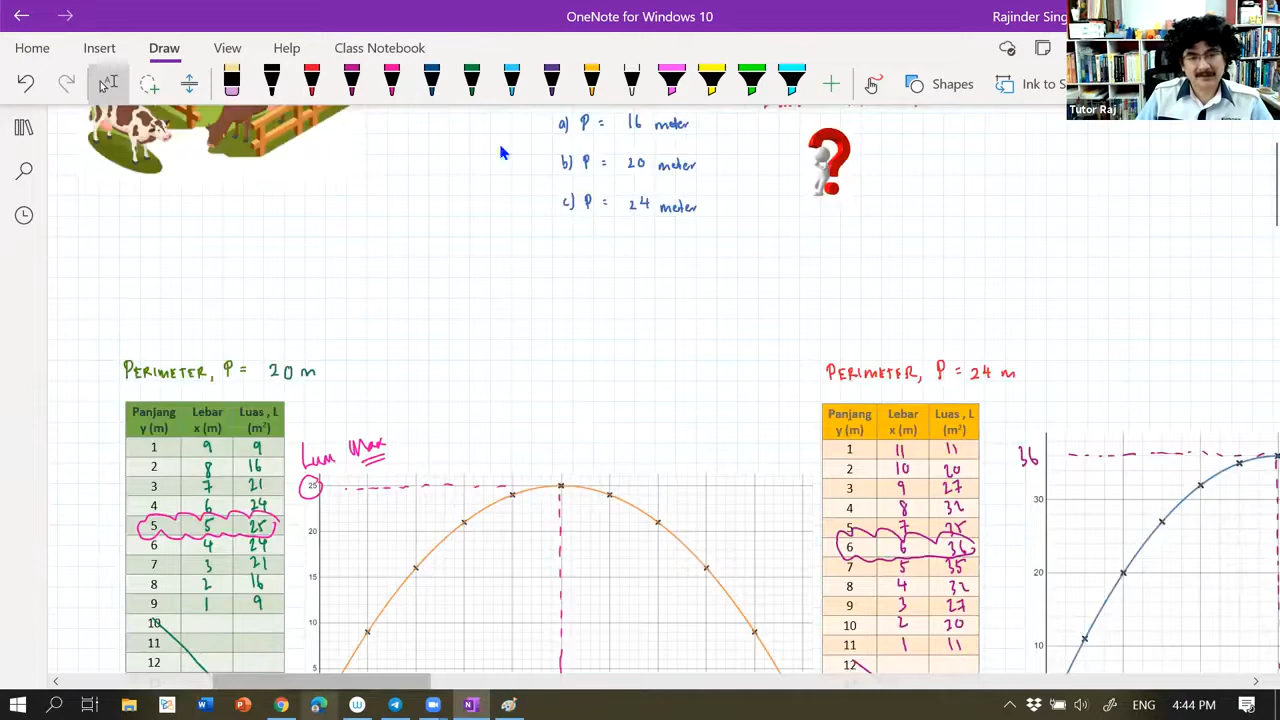 OneNote for Windows 10
Rajinder Sing
Home Insert Draw View Help Class Notebook
Shapes
Ink to S
Tutor Raj
a) P = 16 meter
b) P = 20 meter
c) P = 24 meter
PERIMETER, P = 20 m
Panjang y (m) Lebar x (m) Luas , L (m²)
1 9 9
2 8 16
3 7 21
4 6 24
5 5 25
6 4 24
7 3 21
8 2 16
9 1 9
10
11
12
Max
25
20
15
10
5
PERIMETER, P = 24 m
Panjang y (m) Lebar x (m) Luas , L (m²)
1 11 11
2 10 20
3 9 27
4 8 32
5 7 35
6 6 36
7 5 35
8 4 32
9 3 27
10 2 20
11 1 11
12
36
30
20
10
ENG 4:44 PM